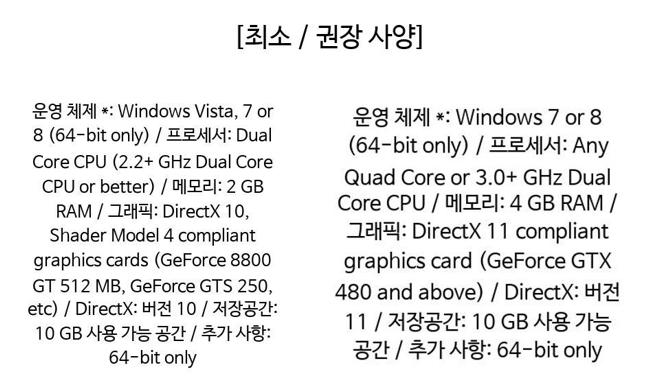 [최소 / 권장 사양]
운영 체제 *: Windows Vista, 7 or
8 (64-bit only) / 프로세서: Dual
Core CPU (2.2+ GHz Dual Core
CPU or better) / 메모리: 2 GB
RAM / 그래픽: DirectX 10,
Shader Model 4 compliant
graphics cards (GeForce 8800
GT 512 MB, GeForce GTS 250,
etc) / DirectX: 버전 10 / 저장공간:
10 GB 사용 가능 공간 / 추가 사항:
64-bit only
운영 체제 *: Windows 7 or 8
(64-bit only) / 프로세서: Any
Quad Core or 3.0+ GHz Dual
Core CPU / 메모리: 4 GB RAM /
그래픽: DirectX 11 compliant
graphics card (GeForce GTX
480 and above) / DirectX: 버전
11 / 저장공간: 10 GB 사용 가능
공간 / 추가 사항: 64-bit only